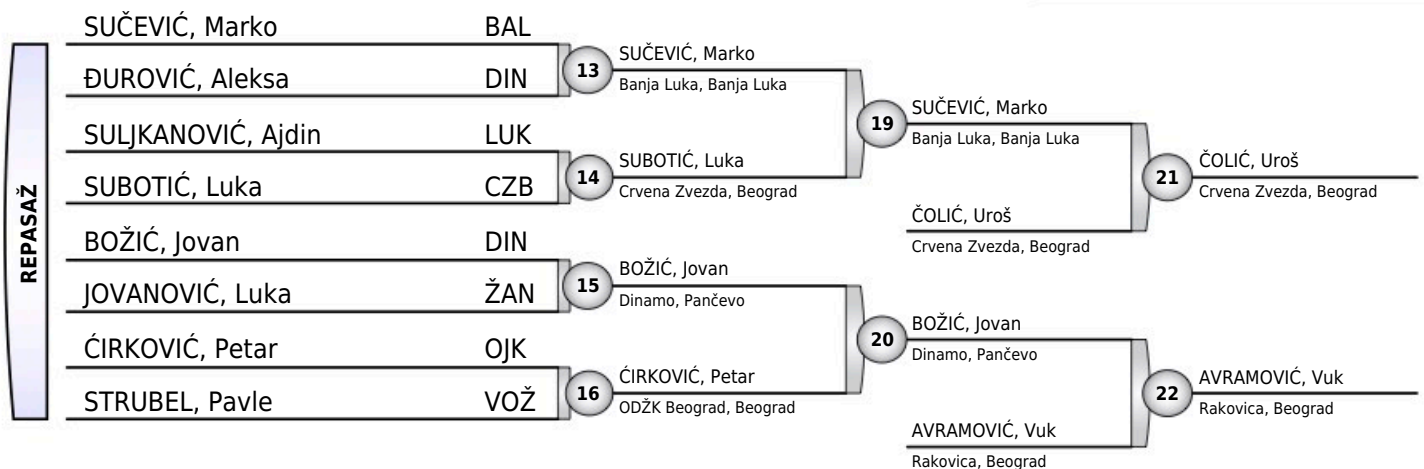 REPASAŽ
SUČEVIĆ, Marko BAL
ĐUROVIĆ, Aleksa DIN
SULJKANOVIĆ, Ajdin LUK
SUBOTIĆ, Luka CZB
BOŽIĆ, Jovan DIN
JOVANOVIĆ, Luka ŽAN
ĆIRKOVIĆ, Petar OJK
STRUBEL, Pavle VOŽ
13
SUČEVIĆ, Marko
Banja Luka, Banja Luka
14
SUBOTIĆ, Luka
Crvena Zvezda, Beograd
15
BOŽIĆ, Jovan
Dinamo, Pančevo
16
ĆIRKOVIĆ, Petar
ODŽK Beograd, Beograd
19
SUČEVIĆ, Marko
Banja Luka, Banja Luka
ČOLIĆ, Uroš
Crvena Zvezda, Beograd
20
BOŽIĆ, Jovan
Dinamo, Pančevo
AVRAMOVIĆ, Vuk
Rakovica, Beograd
21
ČOLIĆ, Uroš
Crvena Zvezda, Beograd
22
AVRAMOVIĆ, Vuk
Rakovica, Beograd